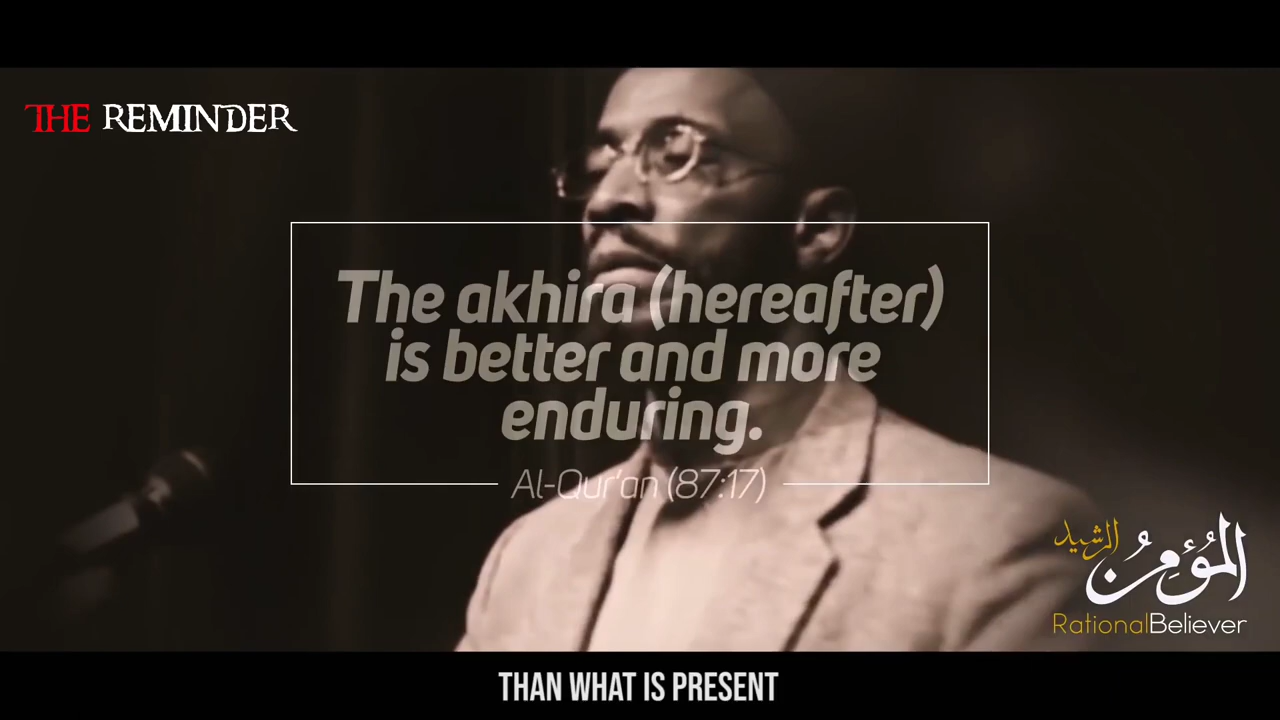 THE REMINDER
The akhira (hereafter)
is better and more
enduring.
Al-Qur'an (87:17)
المؤمن الرشيد
RationalBeliever
THAN WHAT IS PRESENT